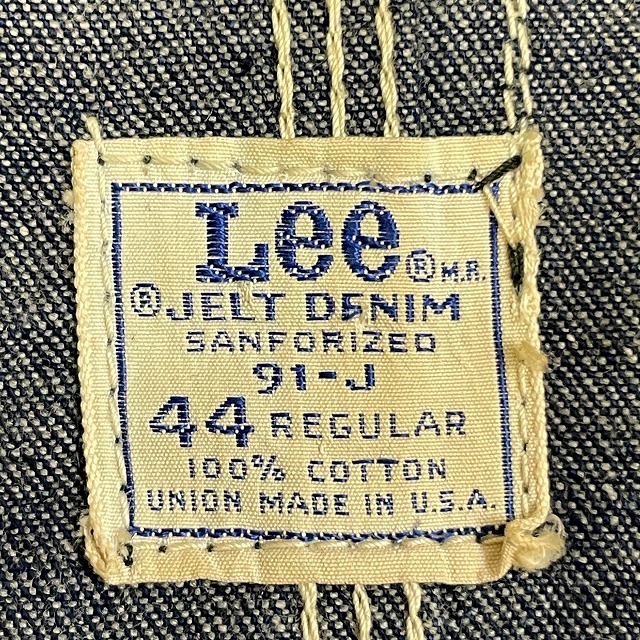 Lee ® M.R.
® JELT DENIM
SANFORIZED
91-J
44 REGULAR
100% COTTON
UNION MADE IN U.S.A.